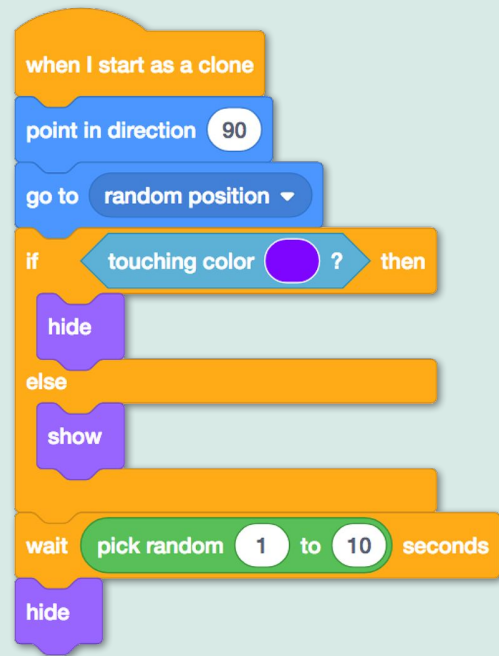 when I start as a clone
point in direction 90
go to random position
if touching color ? then
hide
else
show
wait pick random 1 to 10 seconds
hide